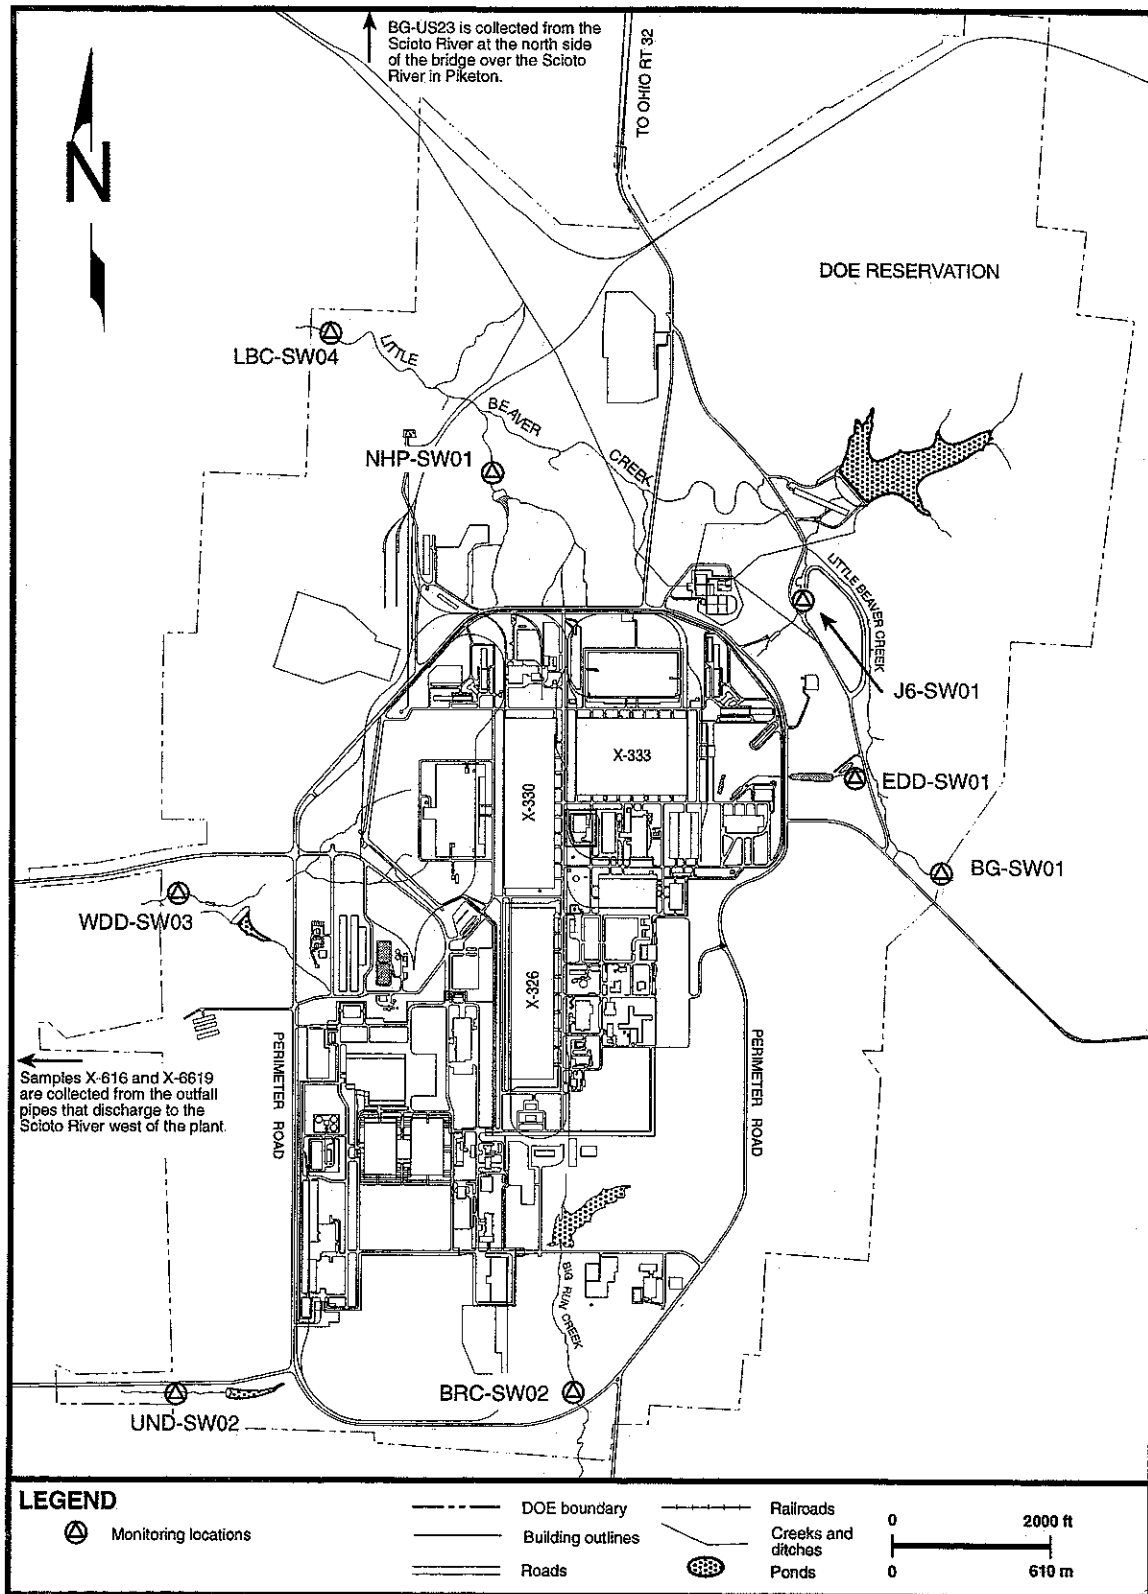 BG-US23 is collected from the
Scioto River at the north side
of the bridge over the Scioto
River in Piketon.
TO OHIO RT 32
N
DOE RESERVATION
LBC-SW04
LITTLE
BEAVER
CREEK
NHP-SW01
LITTLE BEAVER CREEK
J6-SW01
X-333
X-330
EDD-SW01
BG-SW01
WDD-SW03
X-326
PERIMETER ROAD
PERIMETER ROAD
Samples X-616 and X-6619
are collected from the outfall
pipes that discharge to the
Scioto River west of the plant.
BIG RUN CREEK
BRC-SW02
UND-SW02
LEGEND
Monitoring locations
DOE boundary
Building outlines
Roads
Railroads
Creeks and
ditches
Ponds
0 2000 ft
0 610 m